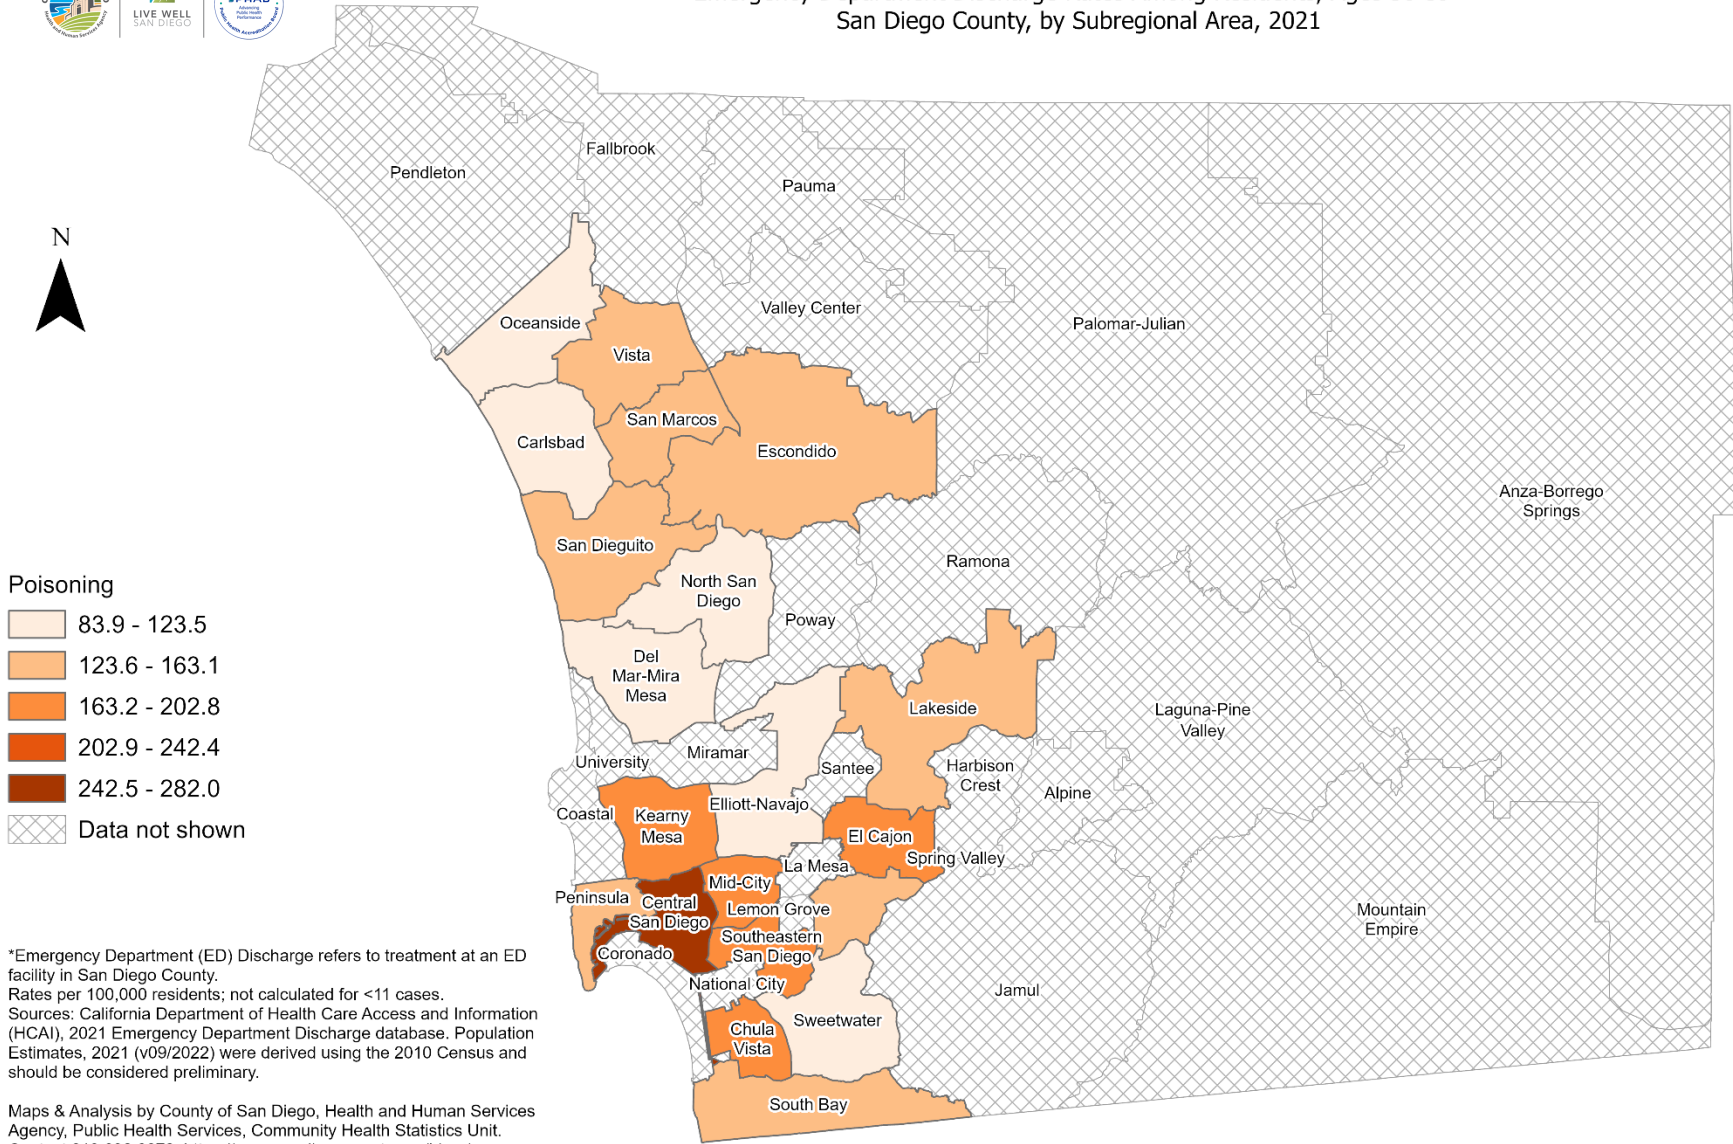 LIVE WELL
SAN DIEGO
Advancing
Public Health
Performance
San Diego County, by Subregional Area, 2021
Fallbrook
Pendleton
Pauma
N
Valley Center
Oceanside
Palomar-Julian
Vista
San Marcos
Carlsbad
Escondido
Anza-Borrego
Springs
San Dieguito
Ramona
North San
Diego
Poway
Del
Mar-Mira
Mesa
Lakeside
Laguna-Pine
Valley
Miramar
University
Santee
Harbison
Crest
Alpine
Elliott-Navajo
Coastal
Kearny
Mesa
El Cajon
Spring Valley
La Mesa
Mid-City
Peninsula
Central
San Diego
Lemon Grove
Mountain
Empire
Southeastern
San Diego
Coronado
National City
Jamul
Sweetwater
Chula
Vista
South Bay
Poisoning
83.9 - 123.5
123.6 - 163.1
163.2 - 202.8
202.9 - 242.4
242.5 - 282.0
Data not shown
*Emergency Department (ED) Discharge refers to treatment at an ED
facility in San Diego County.
Rates per 100,000 residents; not calculated for <11 cases.
Sources: California Department of Health Care Access and Information
(HCAI), 2021 Emergency Department Discharge database. Population
Estimates, 2021 (v09/2022) were derived using the 2010 Census and
should be considered preliminary.
Maps & Analysis by County of San Diego, Health and Human Services
Agency, Public Health Services, Community Health Statistics Unit.